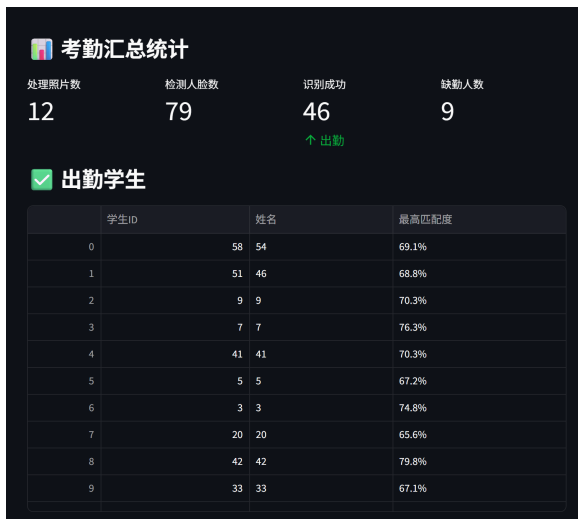 📊 考勤汇总统计
处理照片数 检测人脸数 识别成功 缺勤人数
12 79 46 9
↑ 出勤
✅ 出勤学生
学生ID 姓名 最高匹配度
0 58 54 69.1%
1 51 46 68.8%
2 9 9 70.3%
3 7 7 76.3%
4 41 41 70.3%
5 5 5 67.2%
6 3 3 74.8%
7 20 20 65.6%
8 42 42 79.8%
9 33 33 67.1%